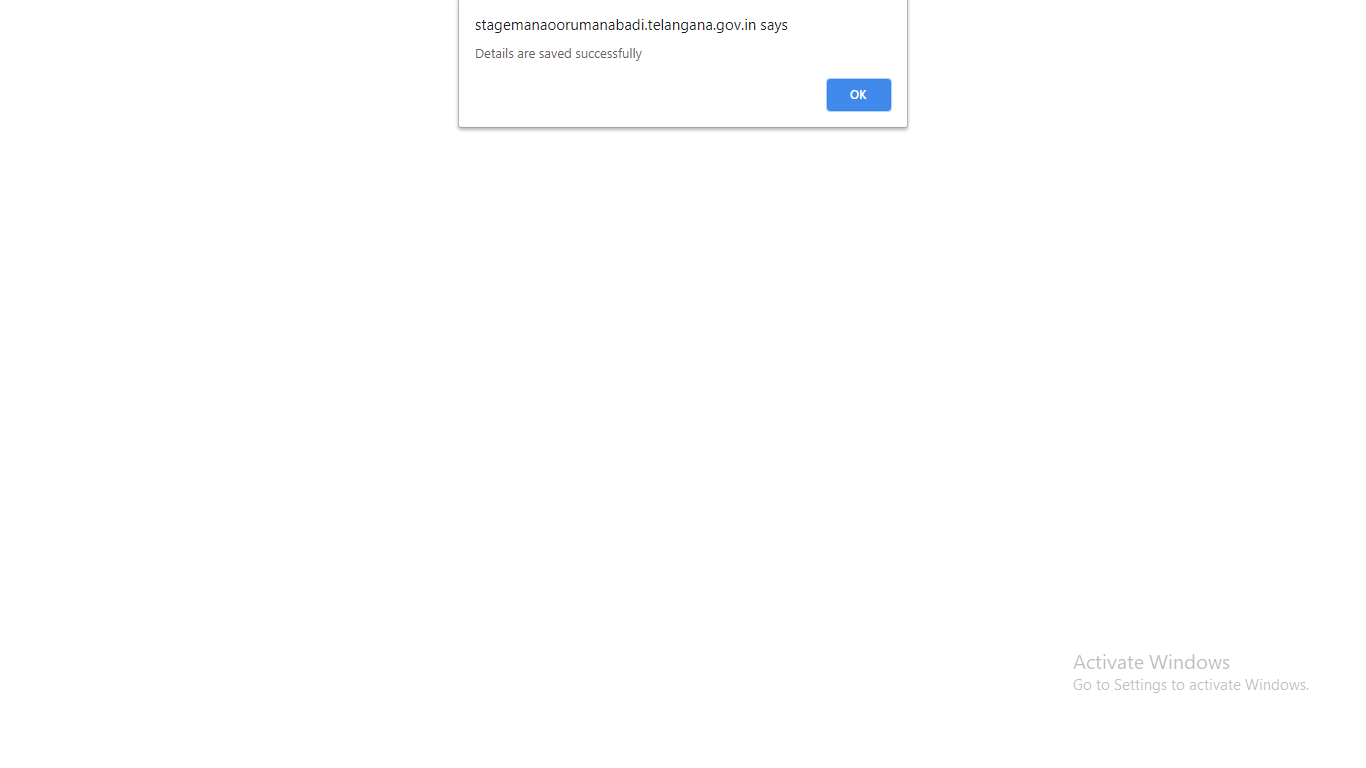 stagemanaoorumanabadi.telangana.gov.in says
Details are saved successfully
OK
Activate Windows
Go to Settings to activate Windows.